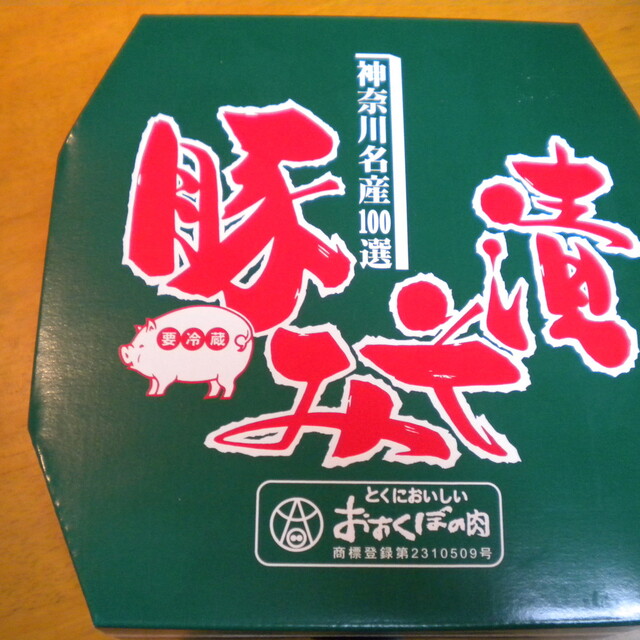 神奈川名産100選
豚みそ漬
要冷蔵
とくにおいしい
おおくぼの肉
商標登録第2310509号